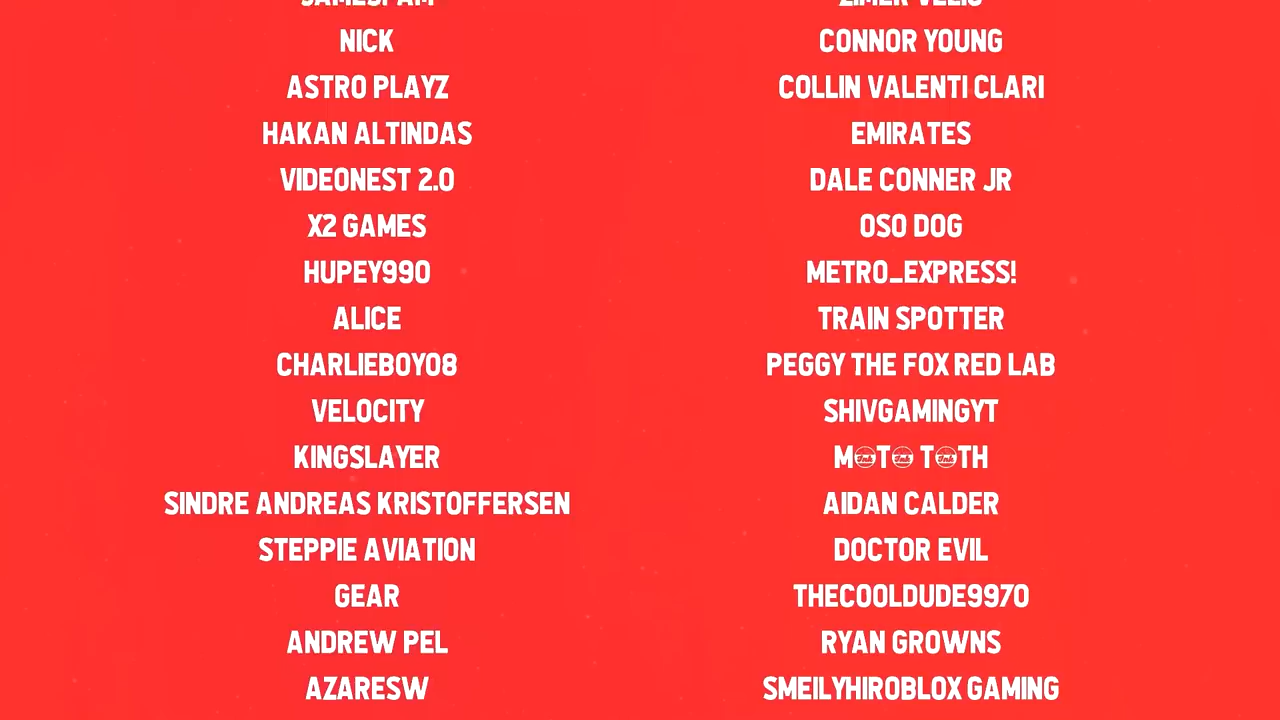 NICK
ASTRO PLAYZ
HAKAN ALTINDAS
VIDEONEST 2.0
X2 GAMES
HUPEY990
ALICE
CHARLIEBOY08
VELOCITY
KINGSLAYER
SINDRE ANDREAS KRISTOFFERSEN
STEPPIE AVIATION
GEAR
ANDREW PEL
AZARESW
CONNOR YOUNG
COLLIN VALENTI CLARI
EMIRATES
DALE CONNER JR
OSO DOG
METRO_EXPRESS!
TRAIN SPOTTER
PEGGY THE FOX RED LAB
SHIVGAMINGYT
AIDAN CALDER
DOCTOR EVIL
THECOOLDUDE9970
RYAN GROWNS
SMEILYHIROBLOX GAMING